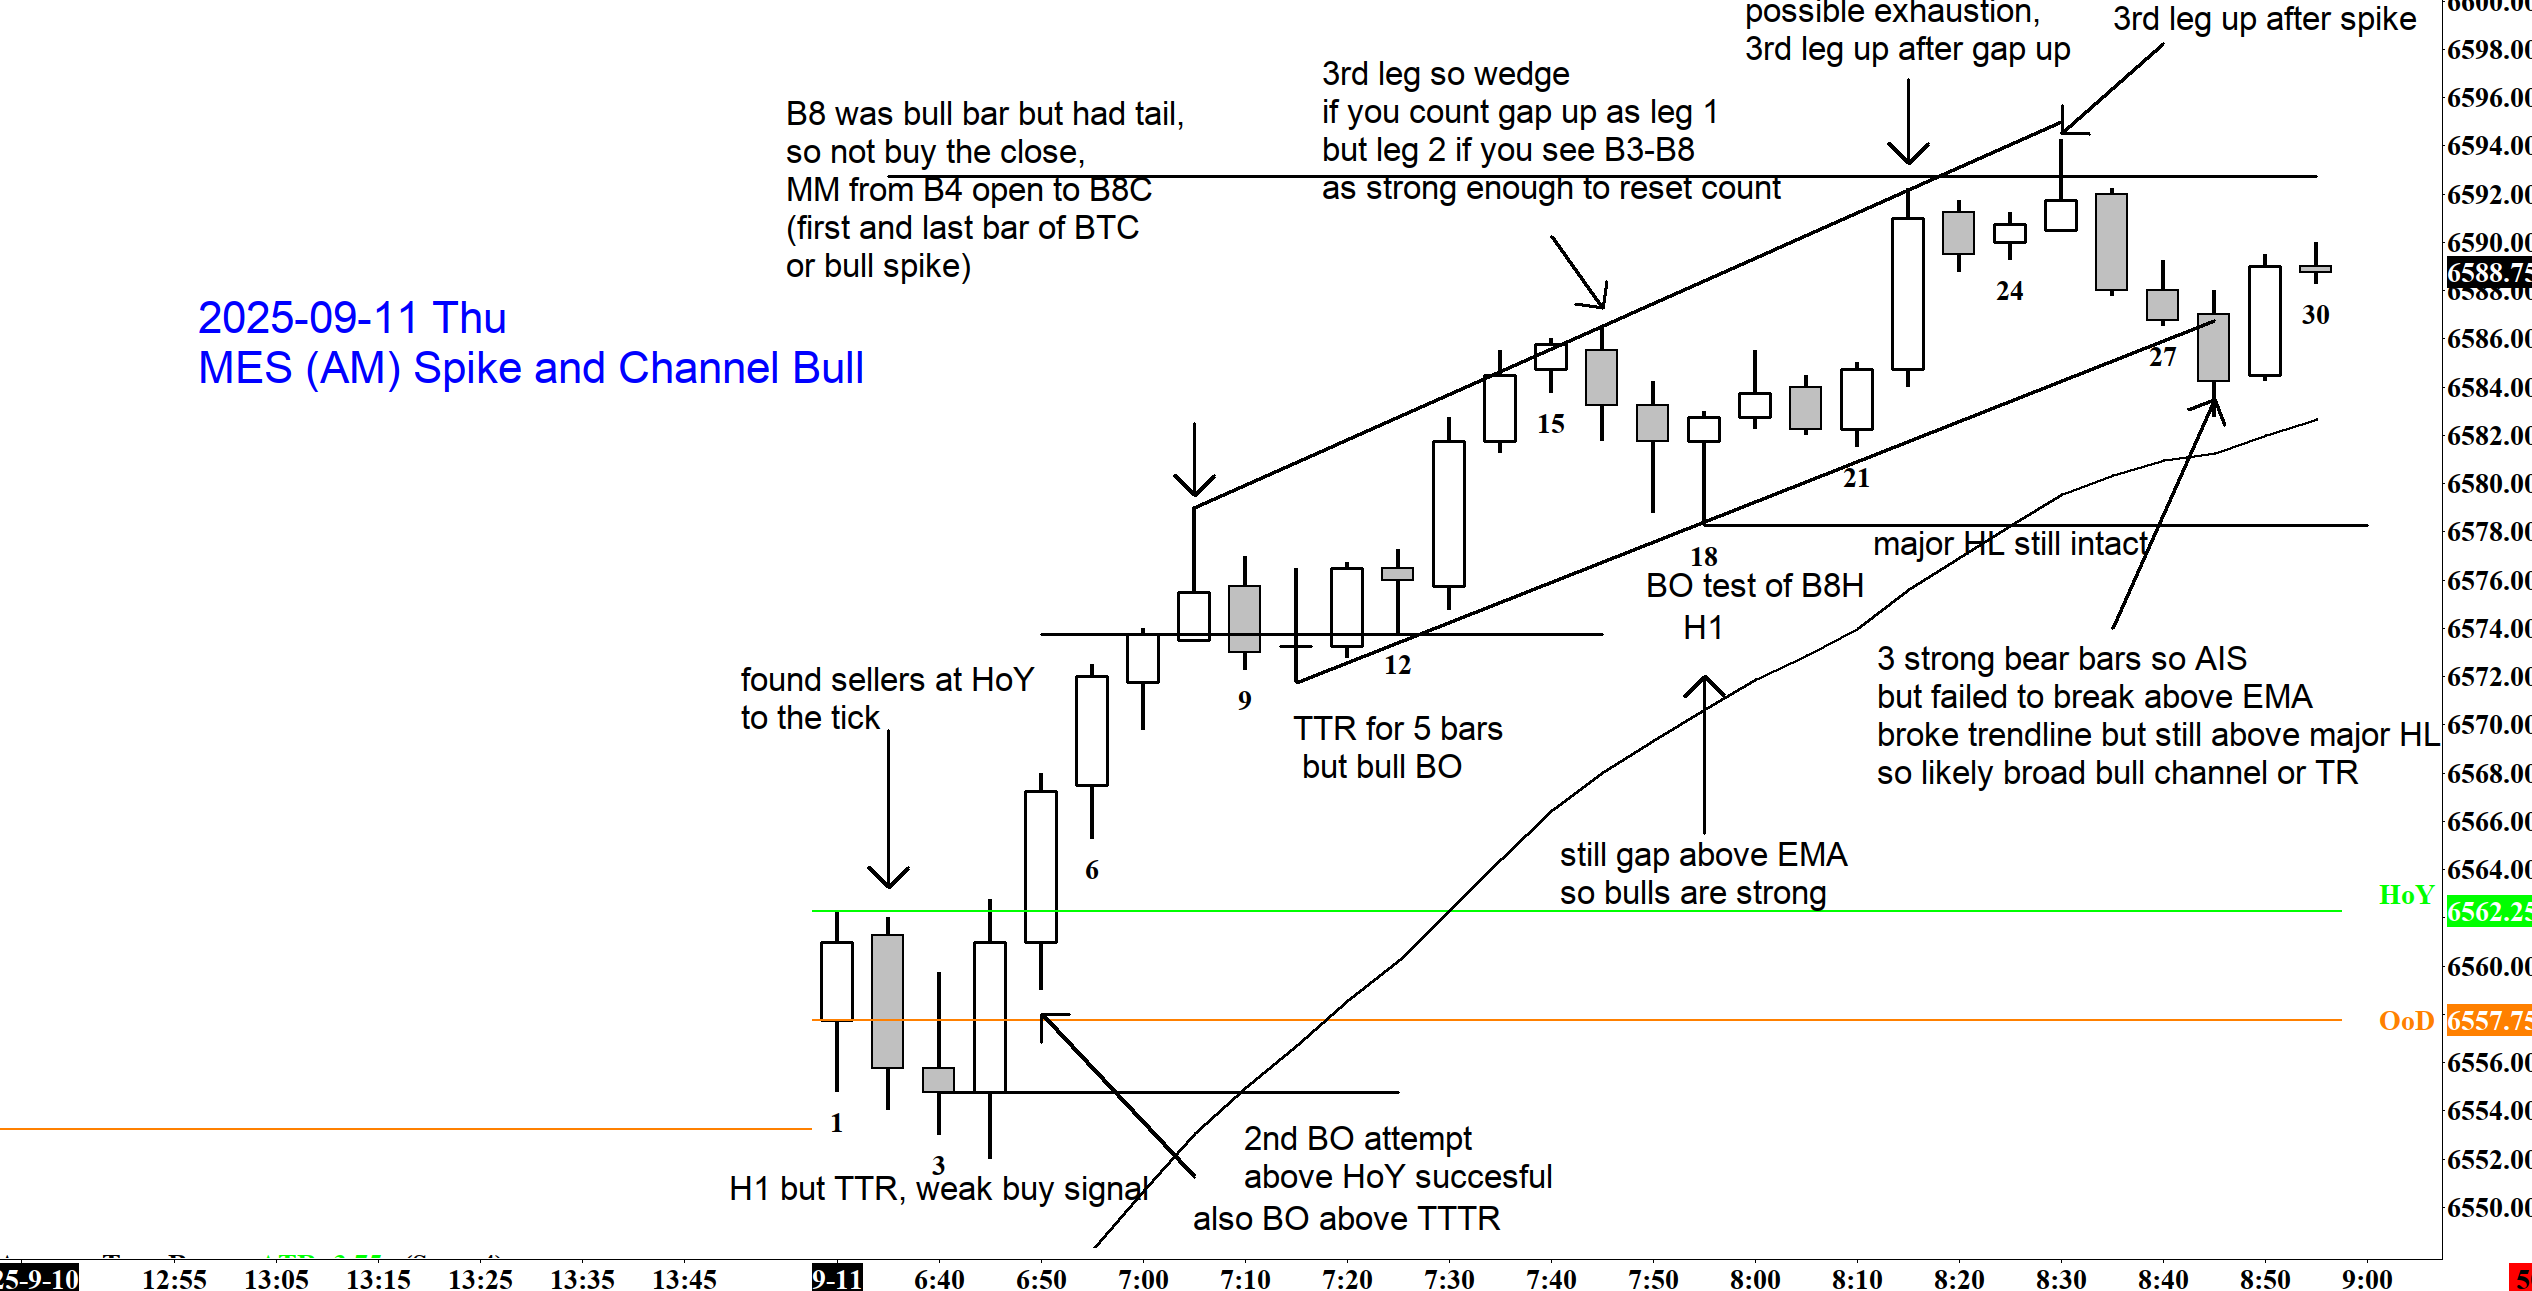 possible exhaustion,
3rd leg up after gap up
3rd leg up after spike
3rd leg so wedge
if you count gap up as leg 1
but leg 2 if you see B3-B8
as strong enough to reset count
B8 was bull bar but had tail,
so not buy the close,
MM from B4 open to B8C
(first and last bar of BTC
or bull spike)
2025-09-11 Thu
MES (AM) Spike and Channel Bull
found sellers at HoY
to the tick
TTR for 5 bars
but bull BO
BO test of B8H
H1
major HL still intact
3 strong bear bars so AIS
but failed to break above EMA
broke trendline but still above major HL
so likely broad bull channel or TR
still gap above EMA
so bulls are strong
H1 but TTR, weak buy signal
2nd BO attempt
above HoY succesful
also BO above TTTR
1
3
6
9
12
15
18
21
24
27
30
HoY
OoD
6598.00
6596.00
6594.00
6592.00
6590.00
6588.75
6588.00
6586.00
6584.00
6582.00
6580.00
6578.00
6576.00
6574.00
6572.00
6570.00
6568.00
6566.00
6564.00
6562.25
6560.00
6557.75
6556.00
6554.00
6552.00
6550.00
25-9-10 12:55 13:05 13:15 13:25 13:35 13:45 9-11 6:40 6:50 7:00 7:10 7:20 7:30 7:40 7:50 8:00 8:10 8:20 8:30 8:40 8:50 9:00 5